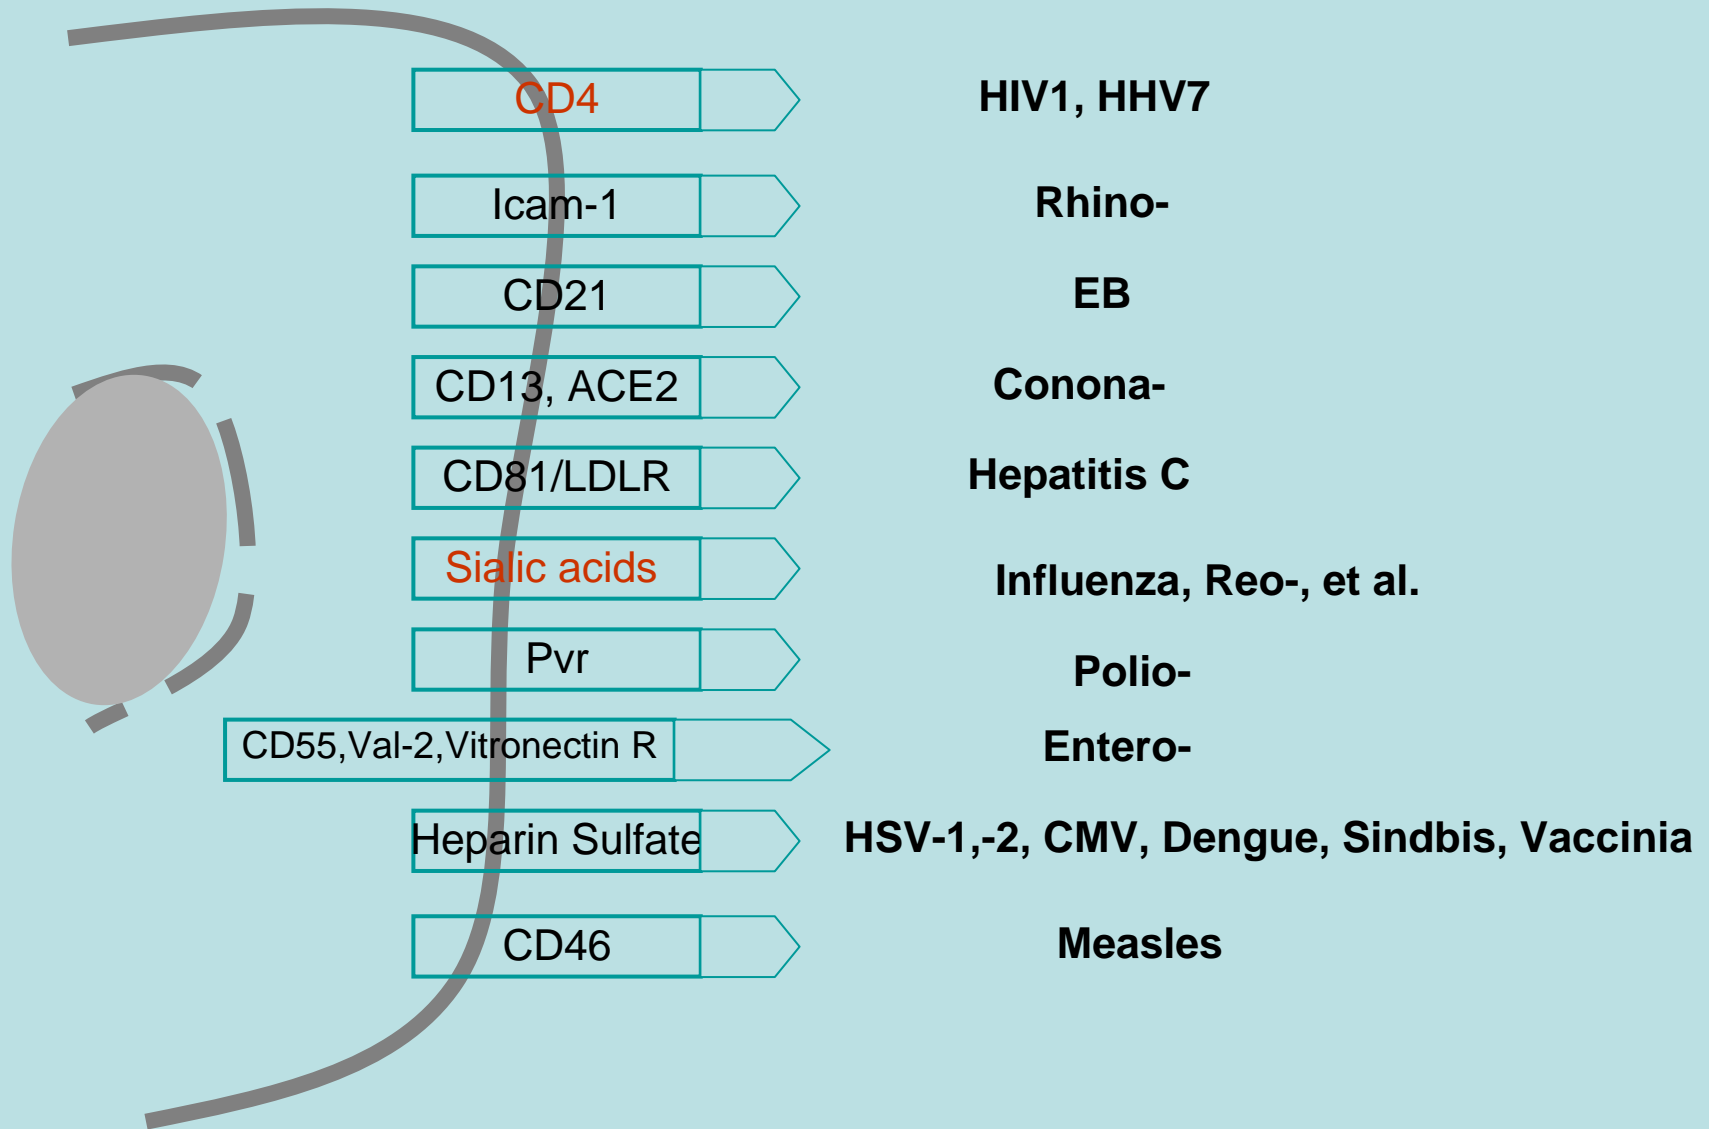 CD4 HIV1, HHV7
Icam-1 Rhino-
CD21 EB
CD13, ACE2 Conona-
CD81/LDLR Hepatitis C
Sialic acids Influenza, Reo-, et al.
Pvr Polio-
CD55,Val-2,Vitronectin R Entero-
Heparin Sulfate HSV-1,-2, CMV, Dengue, Sindbis, Vaccinia
CD46 Measles